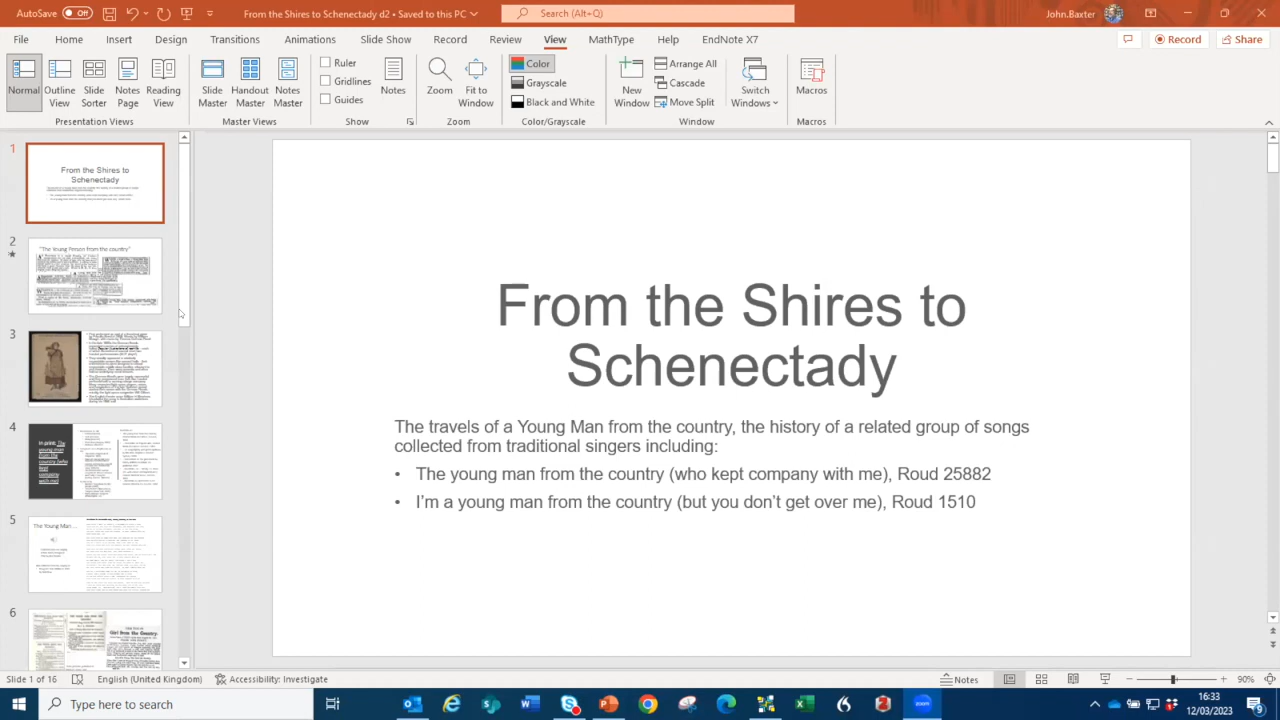 AutoSave Off
From the Shires to Schenectady d2 • Saved to this PC
Search (Alt+Q)
John.Baxter
File Home Insert Design Transitions Animations Slide Show Record Review View MathType Help EndNote X7
Record
Share
Normal
Outline View
Slide Sorter
Notes Page
Reading View
Presentation Views
Slide Master
Handout Master
Notes Master
Master Views
Ruler
Gridlines
Guides
Notes
Show
Zoom
Fit to Window
Zoom
Color
Grayscale
Black and White
Color/Grayscale
New Window
Arrange All
Cascade
Move Split
Switch Windows
Window
Macros
Macros
1
From the Shires to
Schenectady
2
"The Young Person from the country"
3
The Young Man...
6
Girl from the Country.
From the Shires to
Schenectady
The travels of a Young Man from the country, the history of a related group of songs
collected from traditional singers including:
• The young man from the country (who kept company with me), Roud 25982
• I'm a young man from the country (but you don't get over me), Roud 1510
Slide 1 of 16
English (United Kingdom)
Accessibility: Investigate
Notes
90%
Type here to search
16:33
12/03/2023